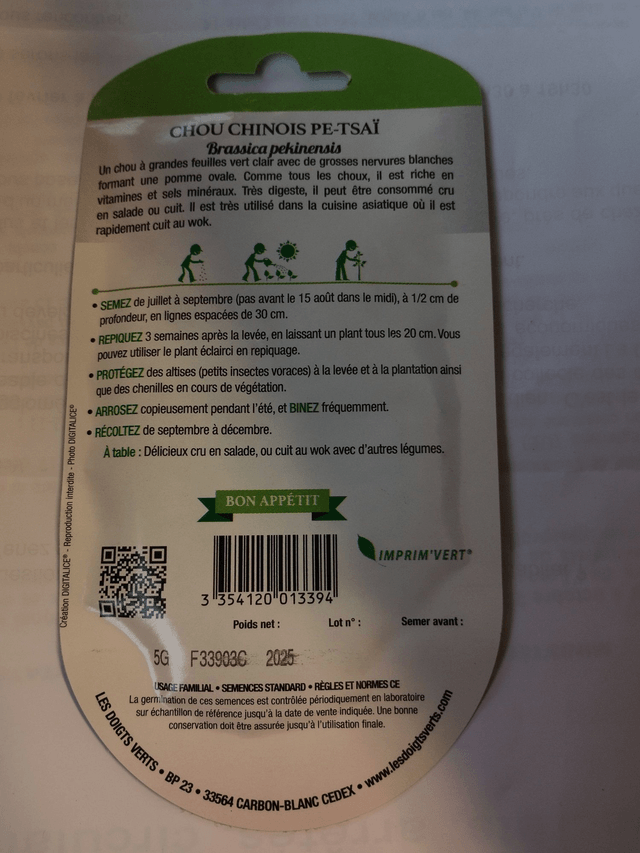 CHOU CHINOIS PE-TSAÏ
Brassica pekinensis
Un chou à grandes feuilles vert clair avec de grosses nervures blanches
formant une pomme ovale. Comme tous les choux, il est riche en
vitamines et sels minéraux. Très digeste, il peut être consommé cru
en salade ou cuit. Il est très utilisé dans la cuisine asiatique où il est
rapidement cuit au wok.
• SEMEZ de juillet à septembre (pas avant le 15 août dans le midi), à 1/2 cm de
profondeur, en lignes espacées de 30 cm.
• REPIQUEZ 3 semaines après la levée, en laissant un plant tous les 20 cm. Vous
pouvez utiliser le plant éclairci en repiquage.
• PROTÉGEZ des altises (petits insectes voraces) à la levée et à la plantation ainsi
que des chenilles en cours de végétation.
• ARROSEZ copieusement pendant l'été, et BINEZ fréquemment.
• RÉCOLTEZ de septembre à décembre.
À table : Délicieux cru en salade, ou cuit au wok avec d'autres légumes.
Création DIGITALICE® - Reproduction interdite - Photo DIGITALICE®
BON APPÉTIT
IMPRIM'VERT®
3 354120 013394
Poids net : Lot n° : Semer avant :
5G F33903C 2025
USAGE FAMILIAL • SEMENCES STANDARD • RÈGLES ET NORMES CE
La germination de ces semences est contrôlée périodiquement en laboratoire
sur échantillon de référence jusqu'à la date de vente indiquée. Une bonne
conservation doit être assurée jusqu'à l'utilisation finale.
LES DOIGTS VERTS • BP 23 • 33564 CARBON-BLANC CEDEX • www.lesdoigtsverts.com